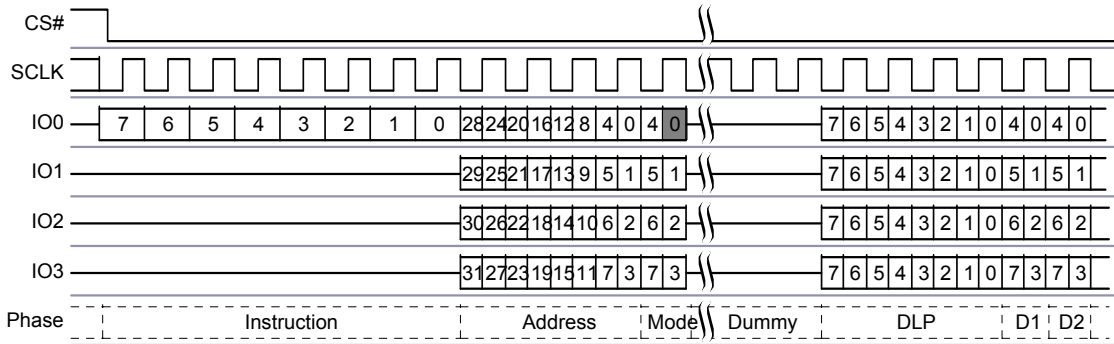 CS#
SCLK
IO0 7 6 5 4 3 2 1 0 28 24 20 16 12 8 4 0 4 0 7 6 5 4 3 2 1 0 4 0 4 0
IO1 29 25 21 17 13 9 5 1 5 1 7 6 5 4 3 2 1 0 5 1 5 1
IO2 30 26 22 18 14 10 6 2 6 2 7 6 5 4 3 2 1 0 6 2 6 2
IO3 31 27 23 19 15 11 7 3 7 3 7 6 5 4 3 2 1 0 7 3 7 3
Phase Instruction Address Mode Dummy DLP D1 D2